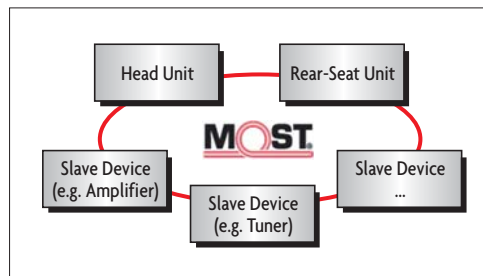 Head Unit
Rear-Seat Unit
MOST®
Slave Device
(e.g. Amplifier)
Slave Device
(e.g. Tuner)
Slave Device
...